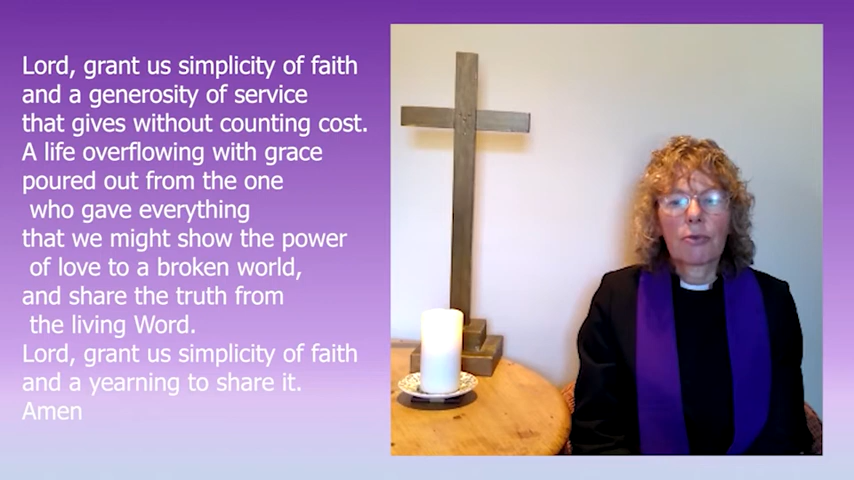 Lord, grant us simplicity of faith
and a generosity of service
that gives without counting cost.
A life overflowing with grace
poured out from the one
who gave everything
that we might show the power
of love to a broken world,
and share the truth from
the living Word.
Lord, grant us simplicity of faith
and a yearning to share it.
Amen